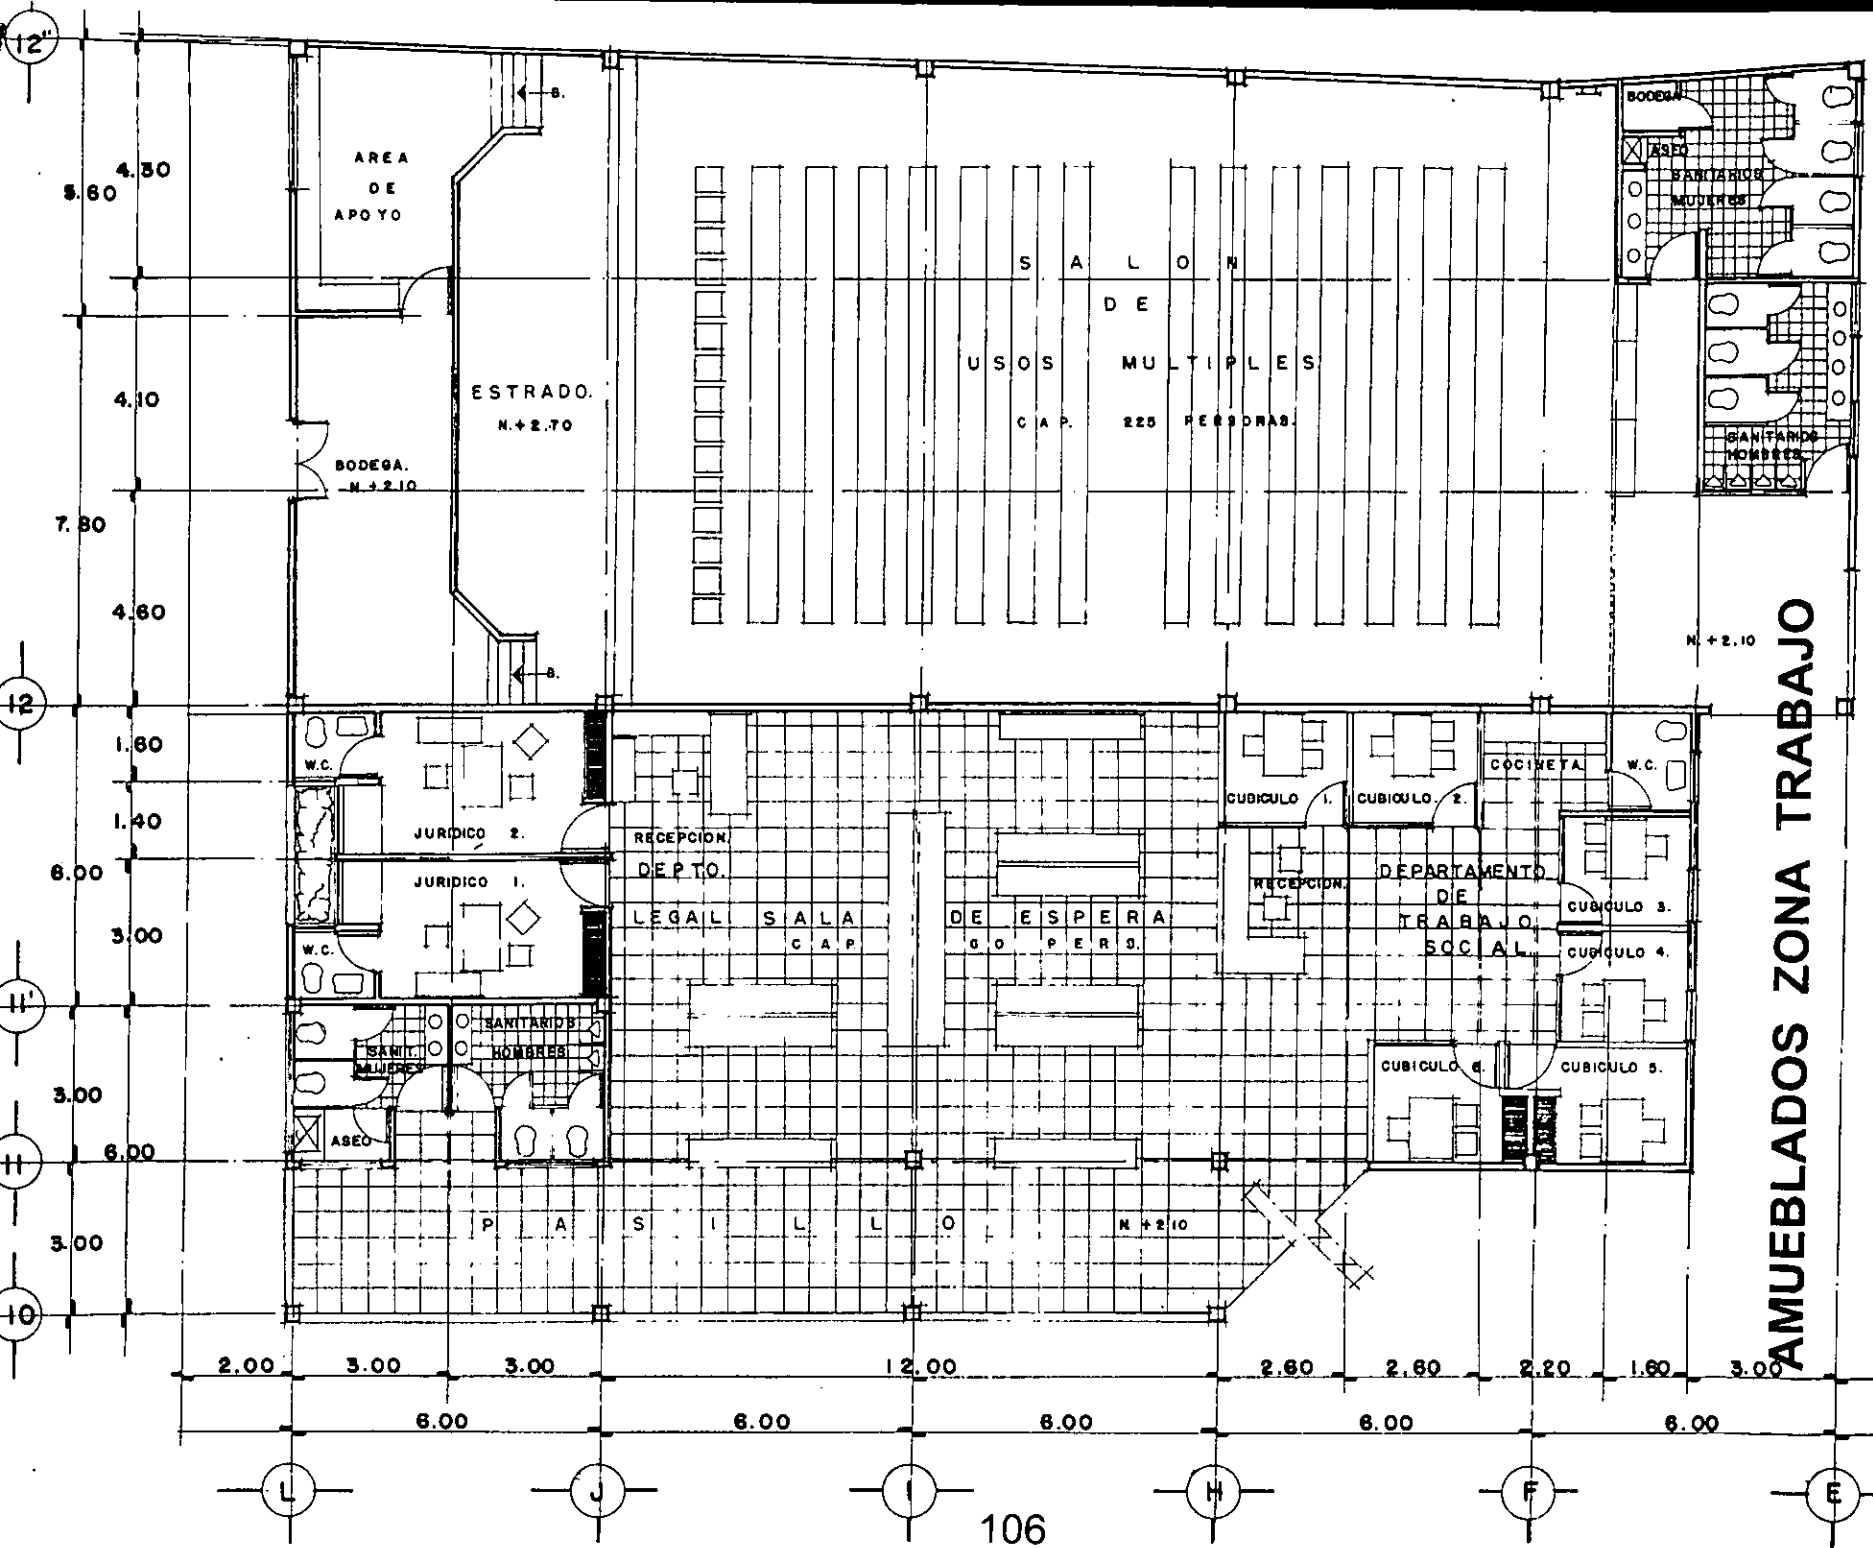 12"
B.
BODEGA
AREA
DE
APOYO
ASEO
SANITARIOS
MUJERES
4.30
5.60
S A L O N
D E
USOS MULTIPLES
CAP. 225 PERSONAS.
ESTRADO.
N.+2.70
4.10
SANITARIOS
HOMBRES
BODEGA.
N.+2.10
7.80
4.60
N.+2.10
B.
12
1.60
W.C.
COCINETA.
W.C.
CUBICULO 1.
CUBICULO 2.
1.40
JURIDICO 2.
RECEPCION.
DEPTO.
6.00
JURIDICO 1.
RECEPCION.
DEPARTAMENTO
DE
TRABAJO
SOCIAL
CUBICULO 3.
LEGAL SALA DE ESPERA
CAP 60 PERS.
3.00
W.C.
CUBICULO 4.
11'
SANITARIOS
HOMBRES
SANIT.
MUJERES
CUBICULO 6.
CUBICULO 5.
3.00
ASEO
11
6.00
P A S I L L O
N.+2.10
3.00
10
2.00 3.00 3.00 12.00 2.60 2.60 2.20 1.60 3.00
6.00 6.00 6.00 6.00 6.00
L J I H F E
106
AMUEBLADOS ZONA TRABAJO